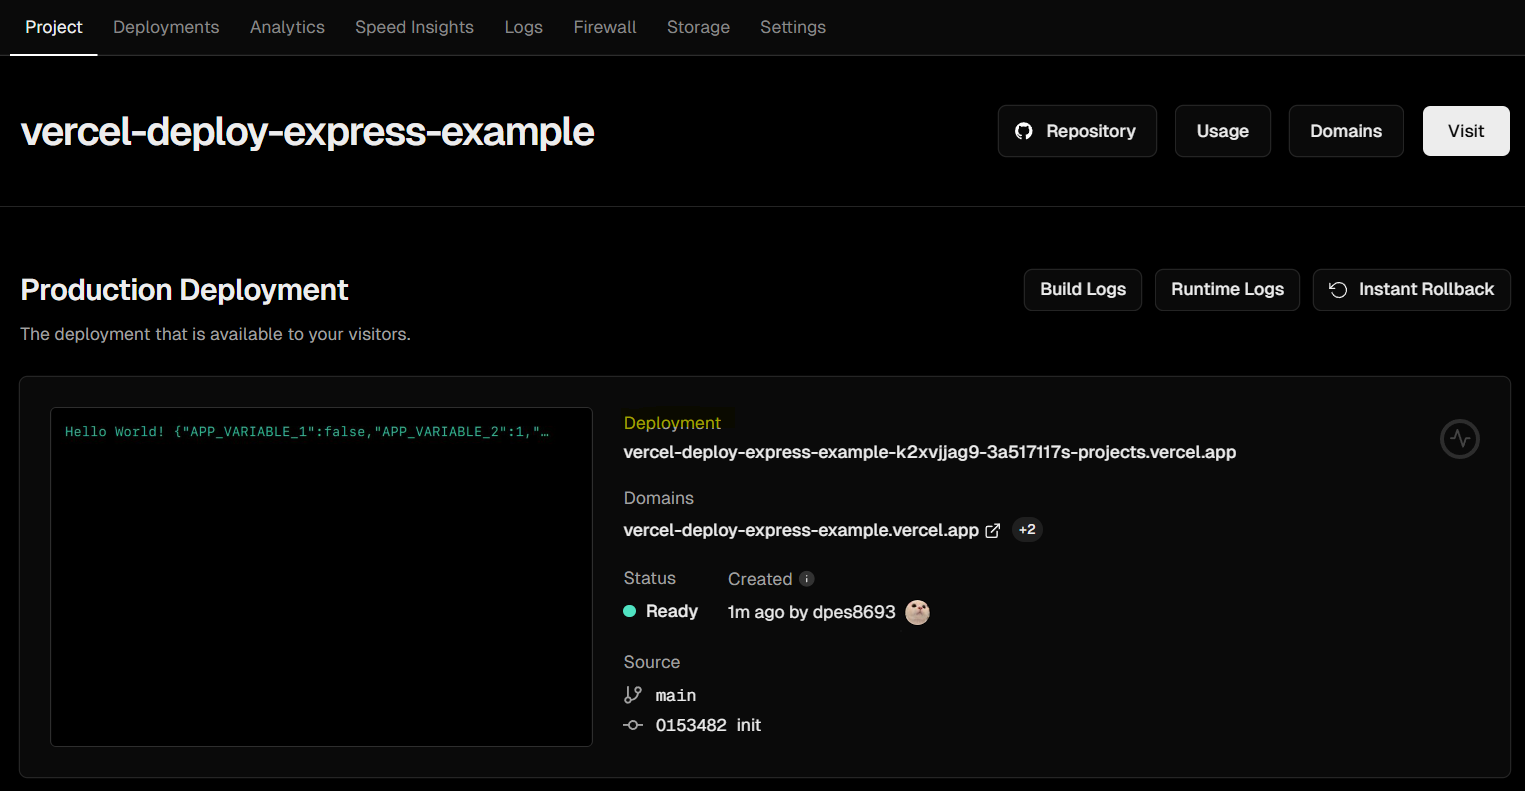 Project Deployments Analytics Speed Insights Logs Firewall Storage Settings
vercel-deploy-express-example
Repository Usage Domains Visit
Production Deployment
Build Logs Runtime Logs Instant Rollback
The deployment that is available to your visitors.
Hello World! {"APP_VARIABLE_1":false,"APP_VARIABLE_2":1,"…
Deployment
vercel-deploy-express-example-k2xvjjag9-3a517117s-projects.vercel.app
Domains
vercel-deploy-express-example.vercel.app +2
Status Created
Ready 1m ago by dpes8693
Source
main
0153482 init